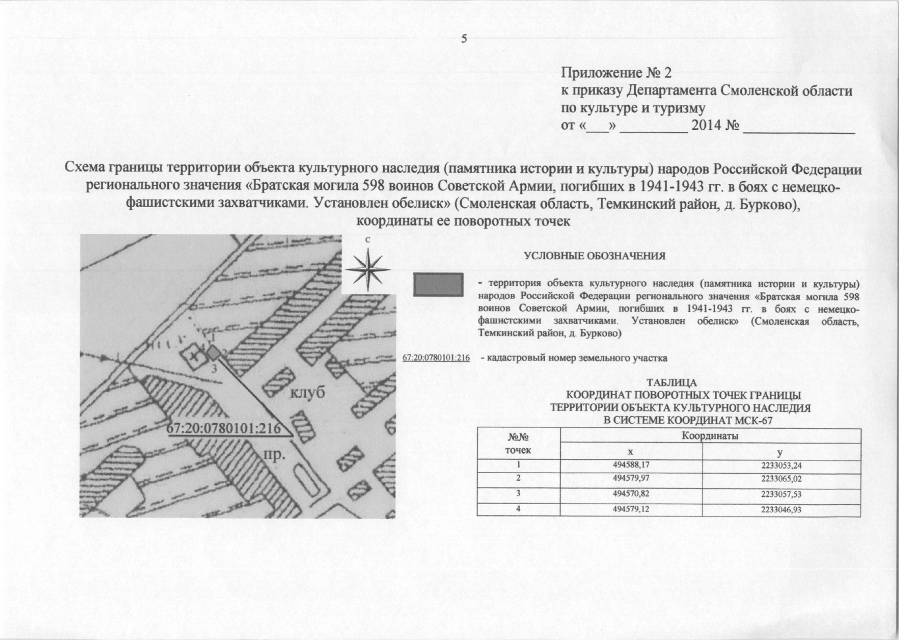 5
Приложение № 2
к приказу Департамента Смоленской области
по культуре и туризму
от «___» __________ 2014 № ________________
Схема границы территории объекта культурного наследия (памятника истории и культуры) народов Российской Федерации
регионального значения «Братская могила 598 воинов Советской Армии, погибших в 1941-1943 гг. в боях с немецко-
фашистскими захватчиками. Установлен обелиск» (Смоленская область, Темкинский район, д. Бурково),
координаты ее поворотных точек
с
1
3
клуб
67:20:0780101:216
пр.
УСЛОВНЫЕ ОБОЗНАЧЕНИЯ
- территория объекта культурного наследия (памятника истории и культуры)
народов Российской Федерации регионального значения «Братская могила 598
воинов Советской Армии, погибших в 1941-1943 гг. в боях с немецко-
фашистскими захватчиками. Установлен обелиск» (Смоленская область,
Темкинский район, д. Бурково)
67:20:0780101:216 - кадастровый номер земельного участка
ТАБЛИЦА
КООРДИНАТ ПОВОРОТНЫХ ТОЧЕК ГРАНИЦЫ
ТЕРРИТОРИИ ОБЪЕКТА КУЛЬТУРНОГО НАСЛЕДИЯ
В СИСТЕМЕ КООРДИНАТ МСК-67
№№ точек Координаты
x y
1 494588,17 2233053,24
2 494579,97 2233065,02
3 494570,82 2233057,53
4 494579,12 2233046,93